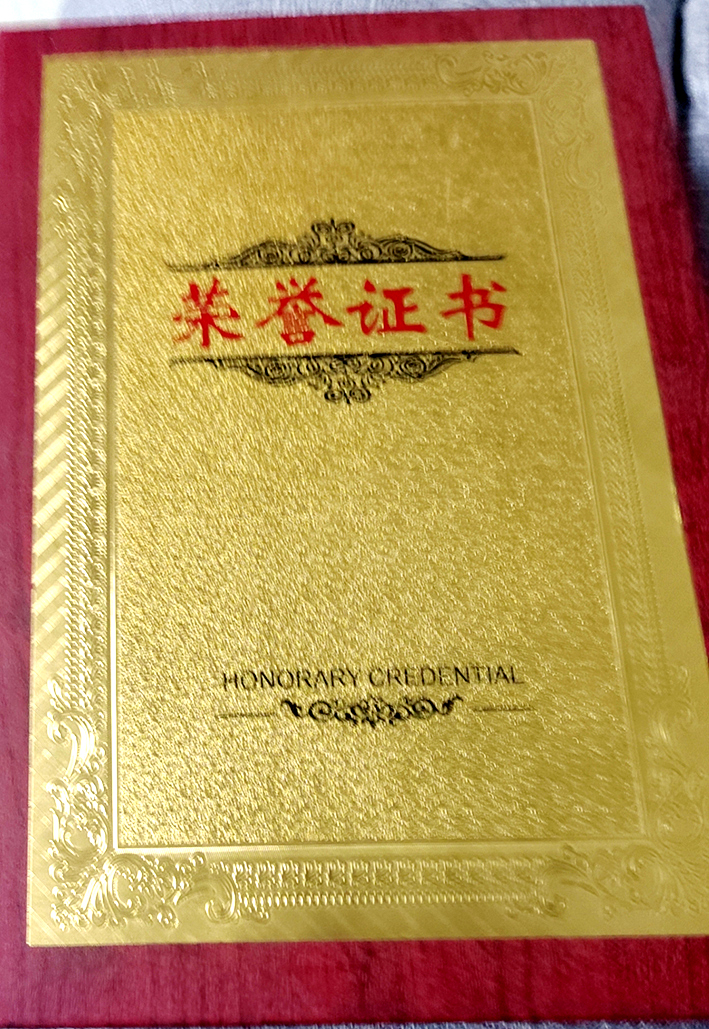 荣誉证书
HONORARY CREDENTIAL